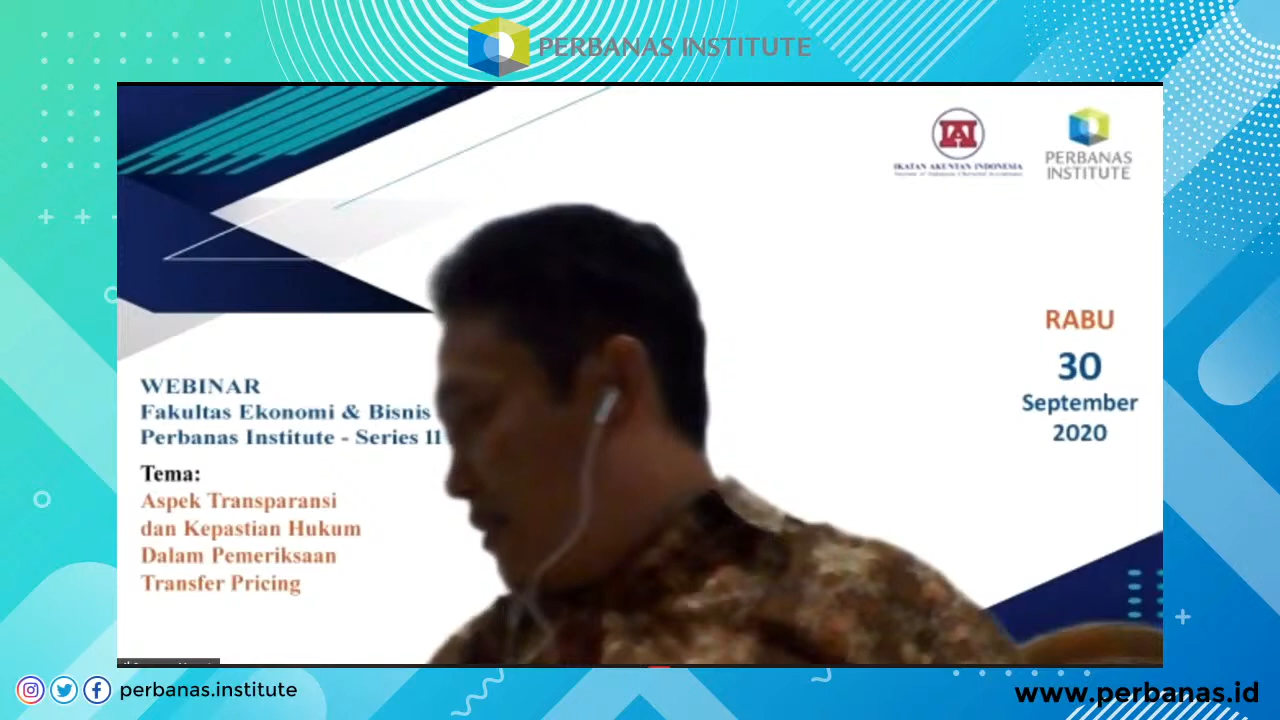 PERBANAS INSTITUTE
IKATAN AKUNTAN INDONESIA
PERBANAS
INSTITUTE
RABU
30
September
2020
WEBINAR
Fakultas Ekonomi & Bisnis
Perbanas Institute - Series 11
Tema:
Aspek Transparansi
dan Kepastian Hukum
Dalam Pemeriksaan
Transfer Pricing
perbanas.institute
www.perbanas.id